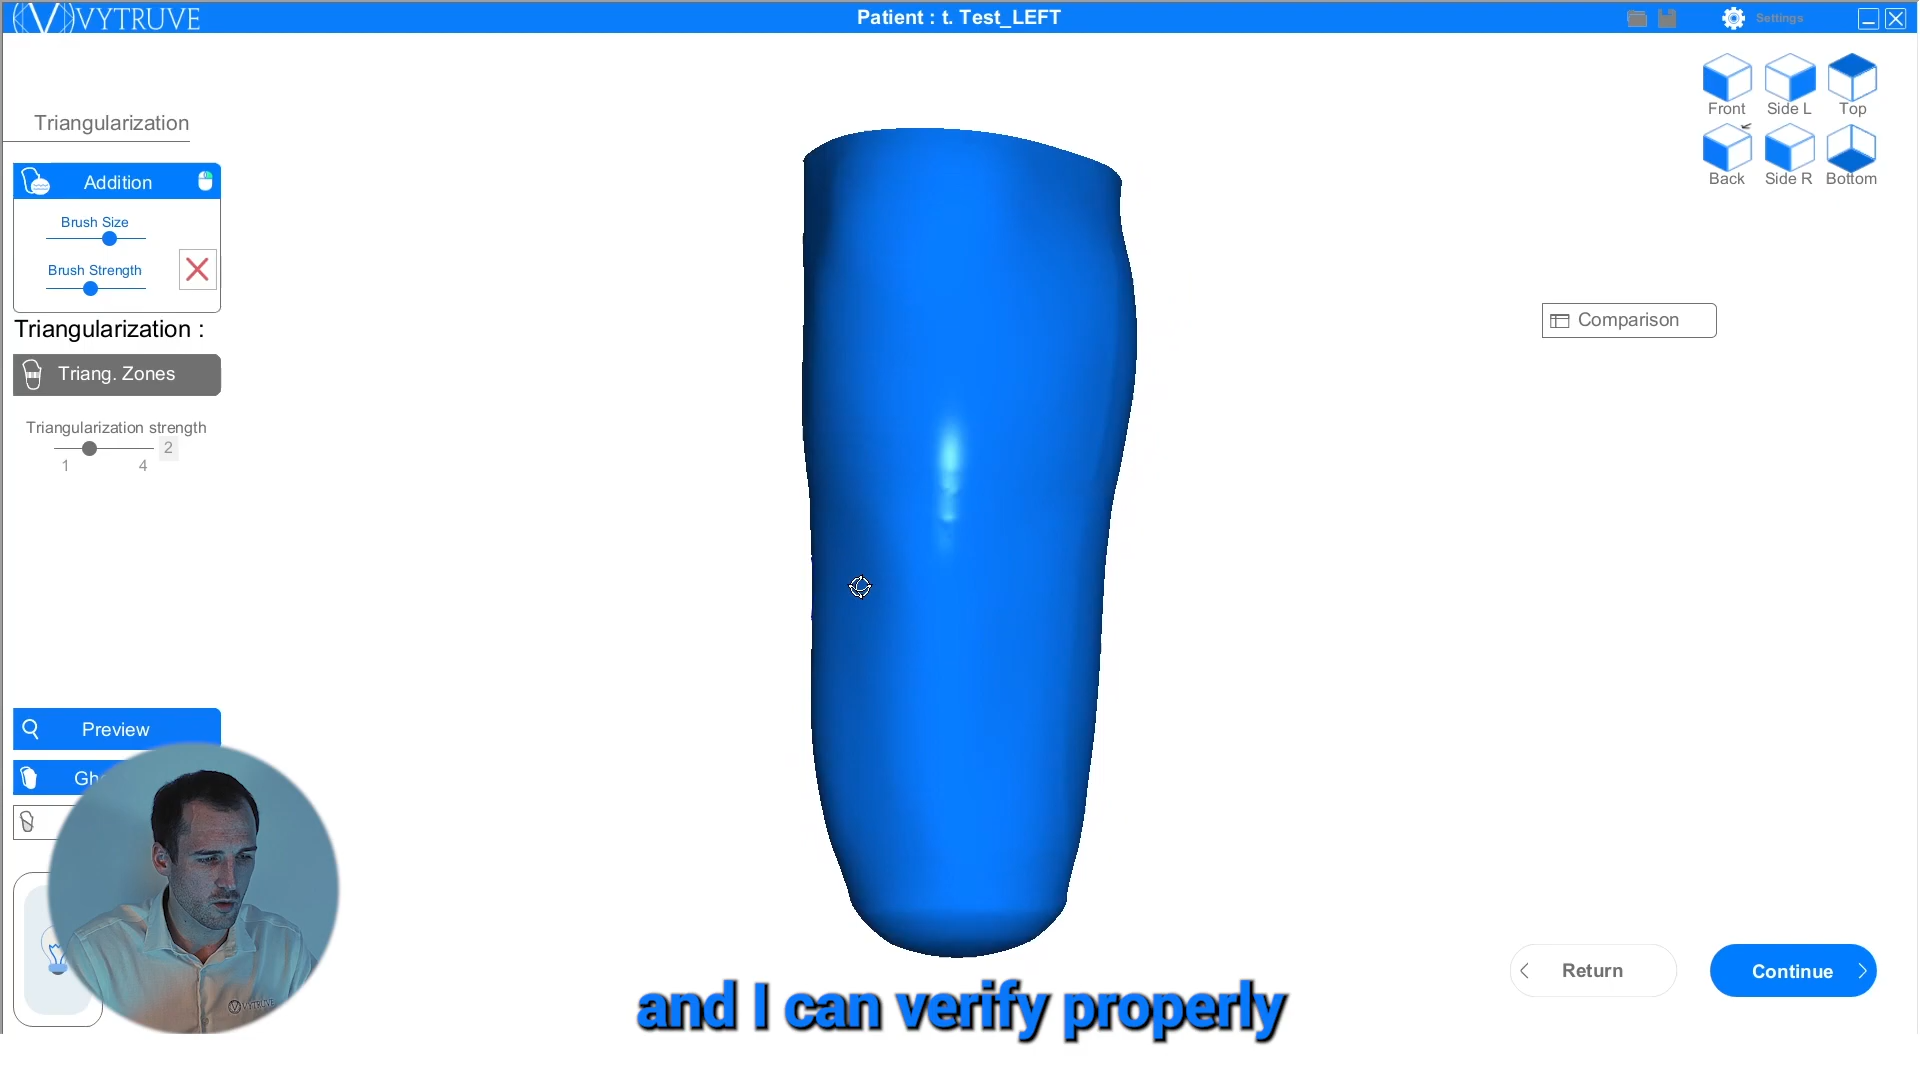 VYTRUVE
Patient : t. Test_LEFT
Settings
Front
Side L
Top
Back
Side R
Bottom
Triangularization
Addition
Brush Size
Brush Strength
Triangularization :
Triang. Zones
Triangularization strength
2
1
4
Comparison
Preview
VYTRUVE
Return
Continue
and I can verify properly